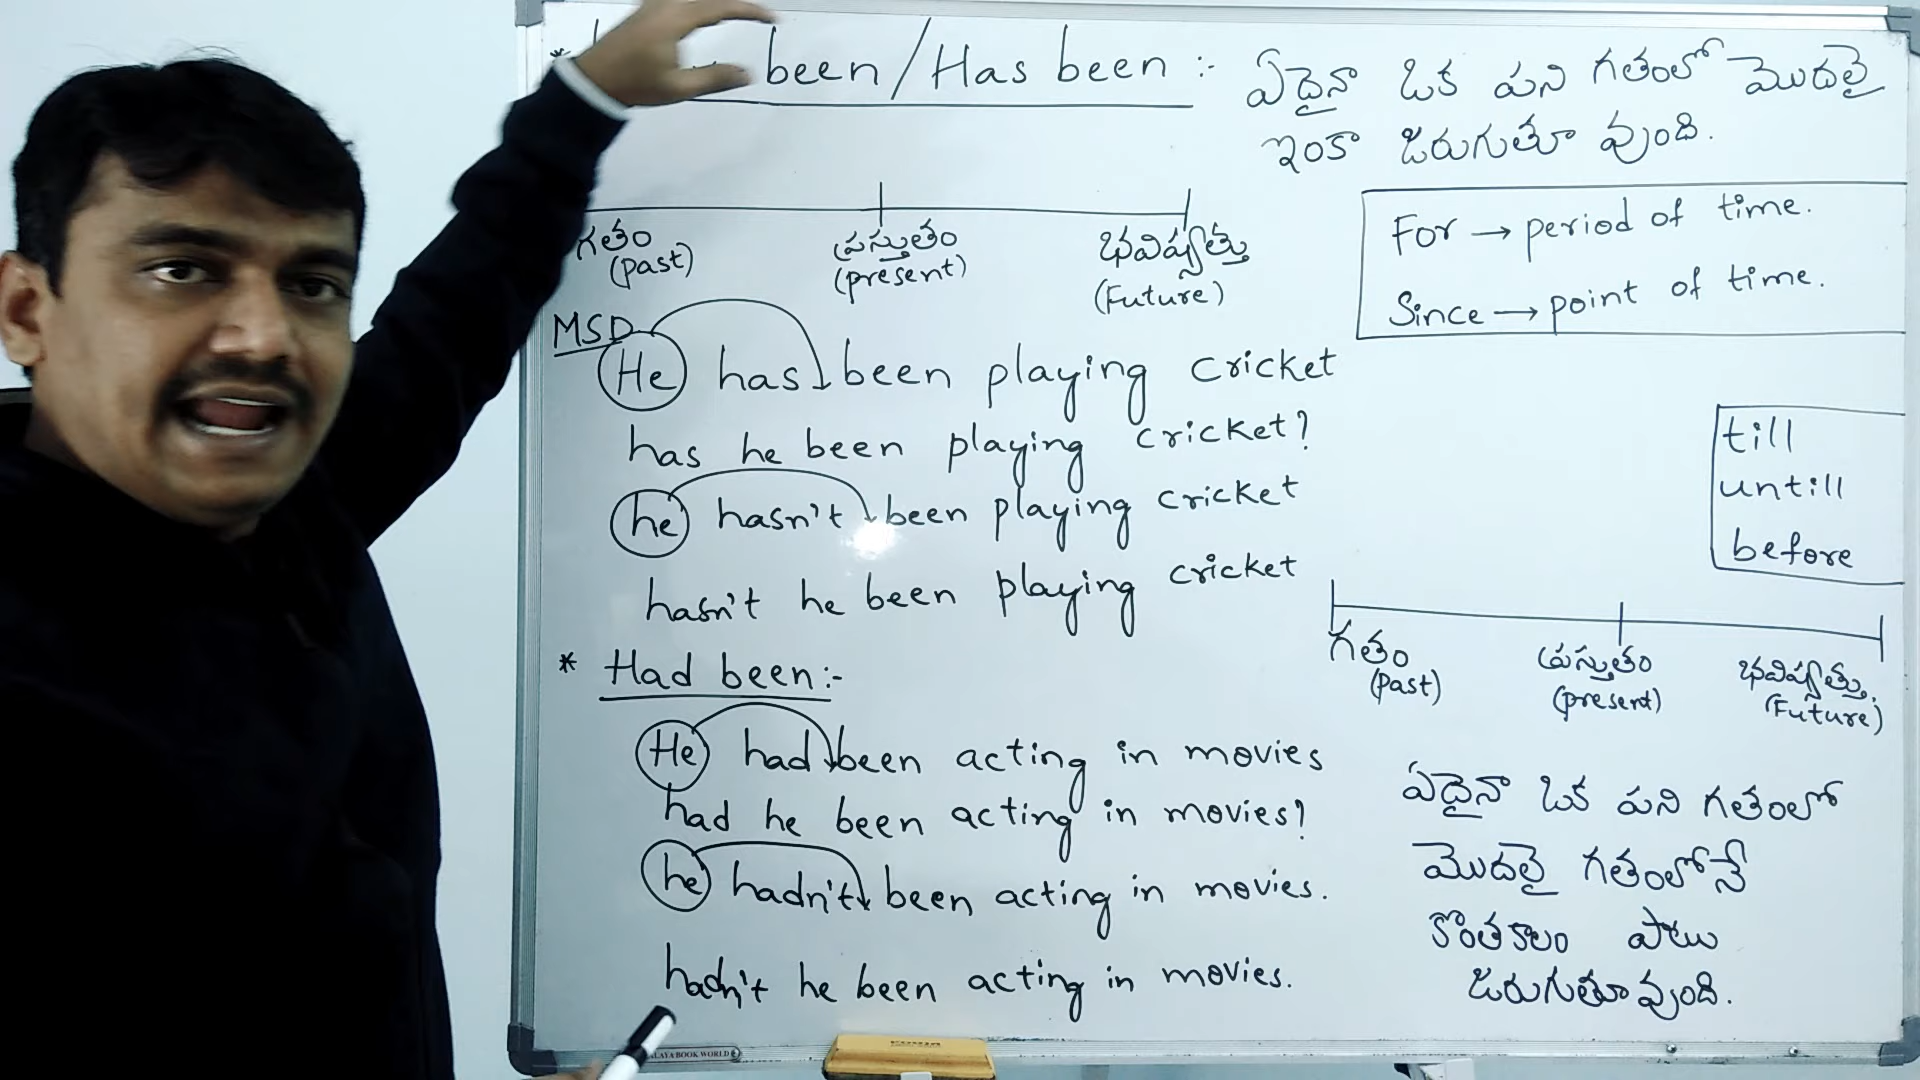 * been / Has been :- ఏదైనా ఒక పని గతంలో మొదలై
ఇంకా జరుగుతూ వుంది.
గతం ప్రస్తుతం భవిష్యత్తు
(past) (present) (Future)
For → period of time.
Since → point of time.
MSD
He has been playing cricket
has he been playing cricket?
he hasn't been playing cricket
hasn't he been playing cricket
till
untill
before
* Had been:-
గతం ప్రస్తుతం భవిష్యత్తు.
(past) (present) (Future)
He had been acting in movies
had he been acting in movies?
he hadn't been acting in movies.
hadn't he been acting in movies.
ఏదైనా ఒక పని గతంలో
మొదలై గతంలోనే
కొంతకాలం పాటు
జరుగుతూ వుంది.
ALAYA BOOK WORLD